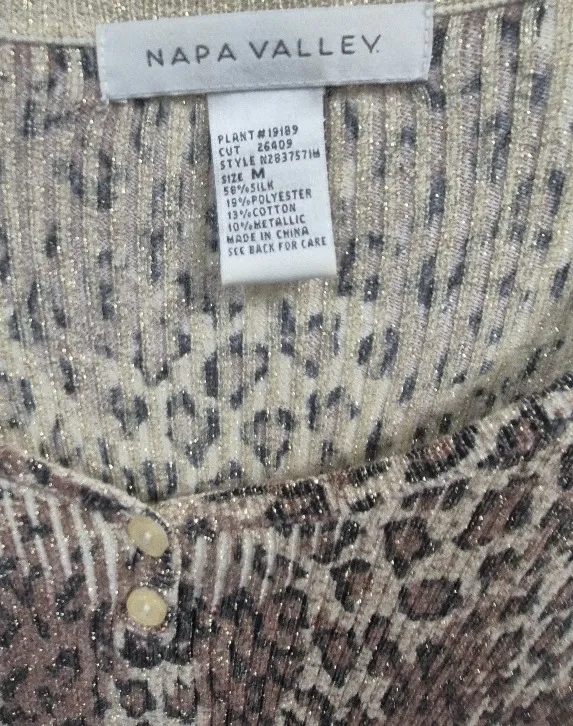 NAPA VALLEY
PLANT#19189
CUT 26409
STYLE N283757IM
SIZE M
58%SILK
19%POLYESTER
13%COTTON
10%METALLIC
MADE IN CHINA
SEE BACK FOR CARE